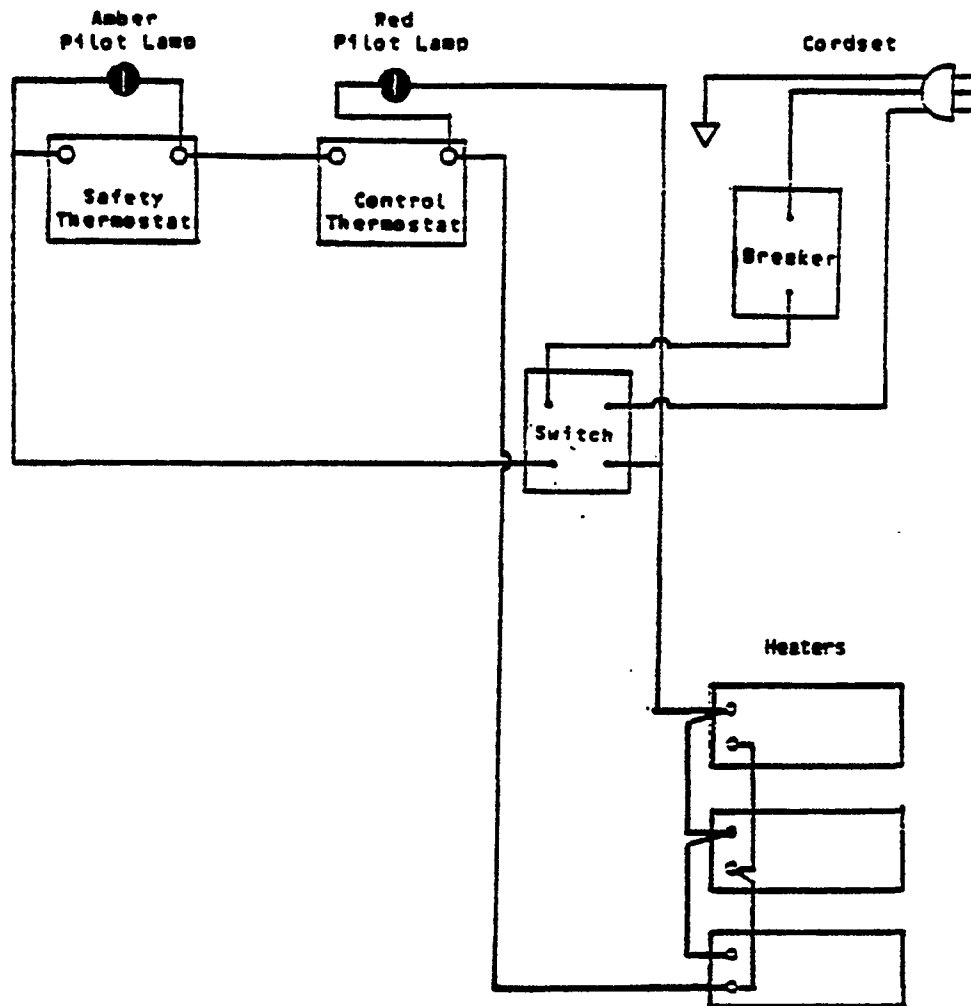 Amber
Pilot Lamp
Red
Pilot Lamp
Cordset
Safety
Thermostat
Control
Thermostat
Breaker
Switch
Heaters